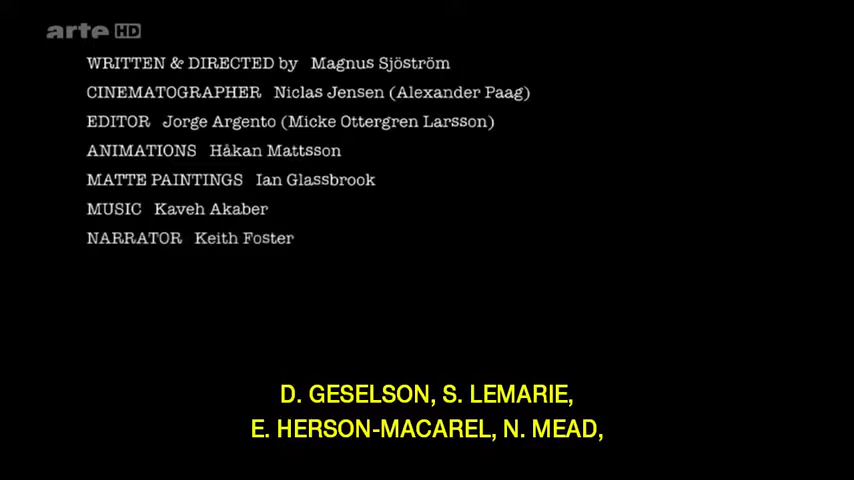 arte HD
WRITTEN & DIRECTED by Magnus Sjöström
CINEMATOGRAPHER Niclas Jensen (Alexander Paag)
EDITOR Jorge Argento (Micke Ottergren Larsson)
ANIMATIONS Håkan Mattsson
MATTE PAINTINGS Ian Glassbrook
MUSIC Kaveh Akaber
NARRATOR Keith Foster
D. GESELSON, S. LEMARIE,
E. HERSON-MACAREL, N. MEAD,